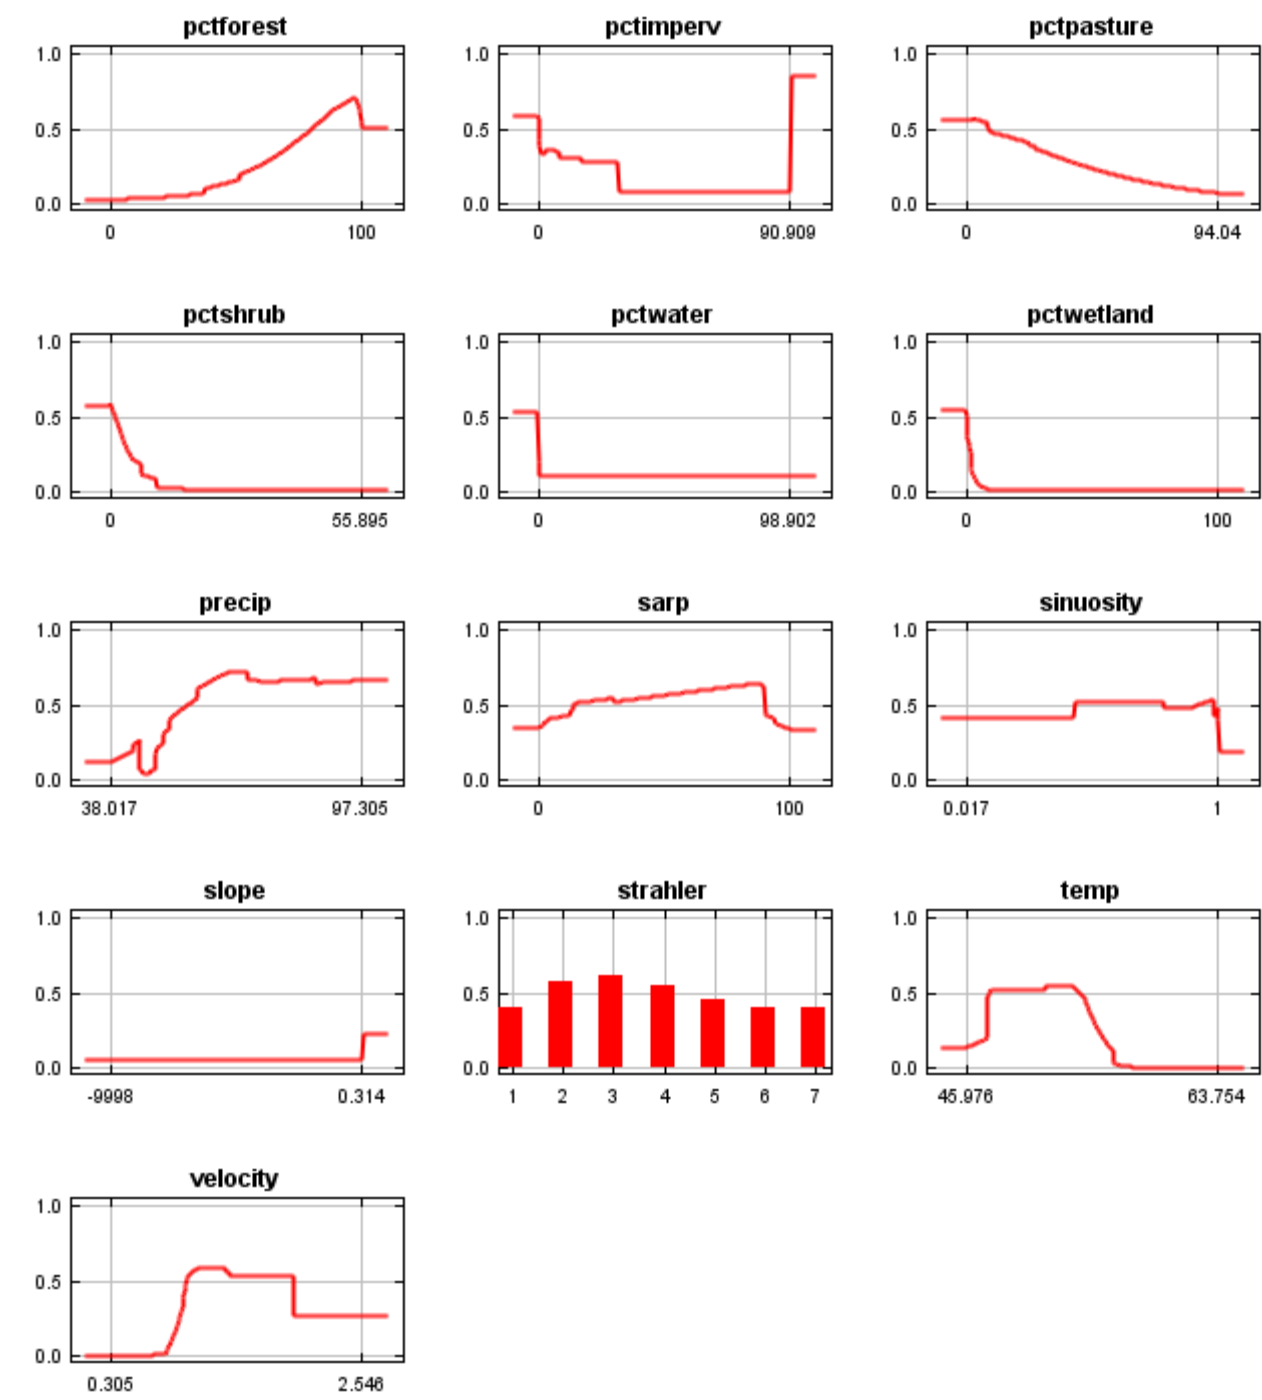 pctforest pctimperv pctpasture
1.0 1.0 1.0
0.5 0.5 0.5
0.0 0.0 0.0
0 100 0 90.909 0 94.04
pctshrub pctwater pctwetland
1.0 1.0 1.0
0.5 0.5 0.5
0.0 0.0 0.0
0 55.895 0 98.902 0 100
precip sarp sinuosity
1.0 1.0 1.0
0.5 0.5 0.5
0.0 0.0 0.0
38.017 97.305 0 100 0.017 1
slope strahler temp
1.0 1.0 1.0
0.5 0.5 0.5
0.0 0.0 0.0
-9998 0.314 1 2 3 4 5 6 7 45.976 63.754
velocity
1.0
0.5
0.0
0.305 2.546